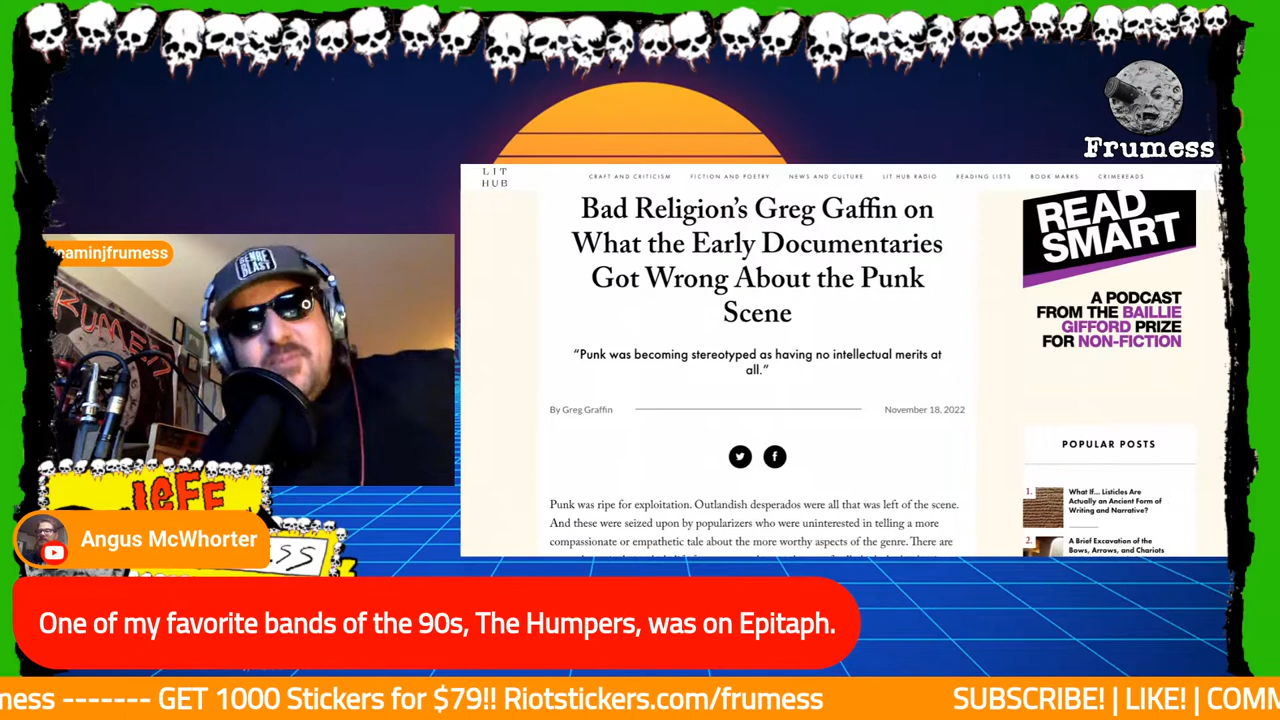 Frumess
LIT
HUB
CRAFT AND CRITICISM
FICTION AND POETRY
NEWS AND CULTURE
LIT HUB RADIO
READING LISTS
BOOK MARKS
CRIMEREADS
Bad Religion’s Greg Gaffin on
What the Early Documentaries
Got Wrong About the Punk
Scene
“Punk was becoming stereotyped as having no intellectual merits at
all.”
By Greg Graffin
November 18, 2022
Punk was ripe for exploitation. Outlandish desperados were all that was left of the scene.
And these were seized upon by popularizers who were uninterested in telling a more
compassionate or empathetic tale about the more worthy aspects of the genre. There are
READ
SMART
A PODCAST
FROM THE BAILLIE
GIFFORD PRIZE
FOR NON-FICTION
POPULAR POSTS
1.
What If... Listicles Are
Actually an Ancient Form of
Writing and Narrative?
2.
A Brief Excavation of the
Bows, Arrows, and Chariots
eaminjfrumess
GENRE
BLAST
JEFF
ESS
Angus McWhorter
One of my favorite bands of the 90s, The Humpers, was on Epitaph.
mess ------- GET 1000 Stickers for $79!! Riotstickers.com/frumess
SUBSCRIBE! | LIKE! | COMM